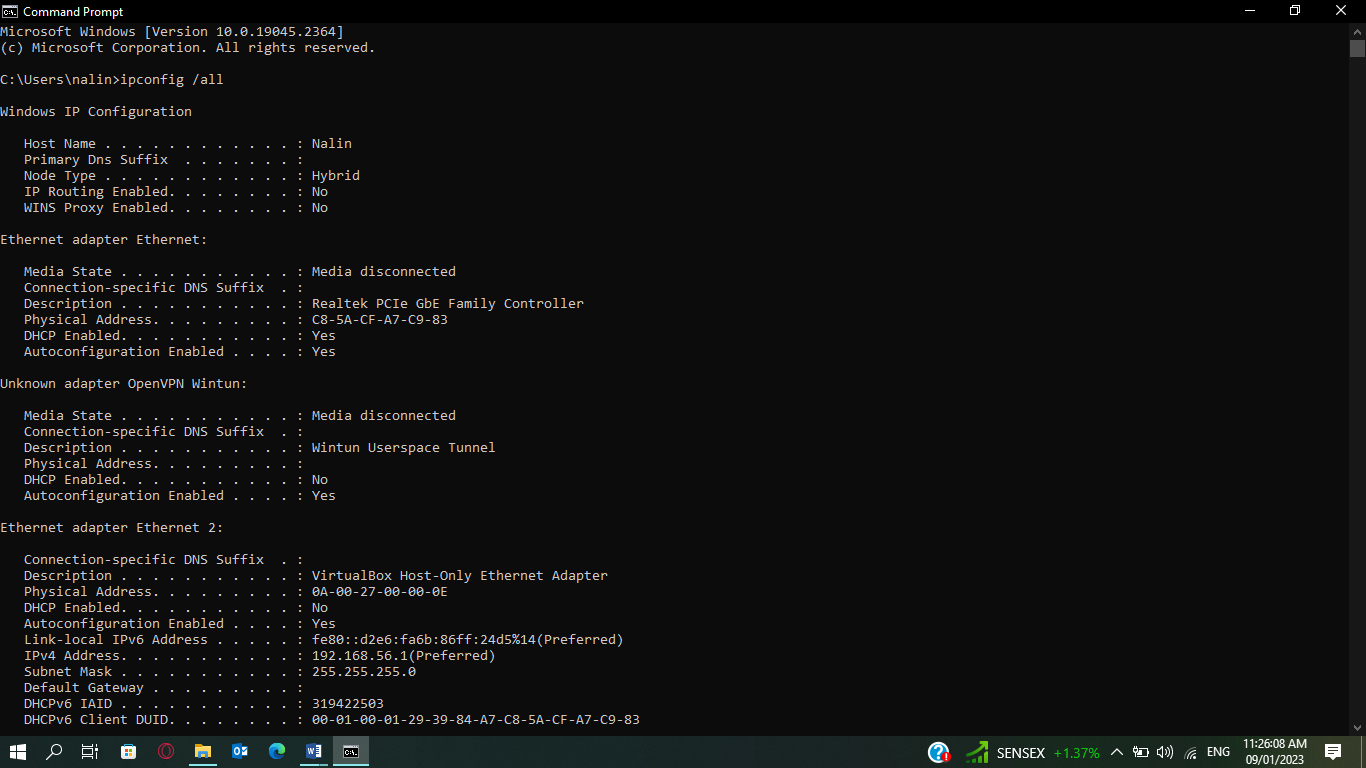 Command Prompt
Microsoft Windows [Version 10.0.19045.2364]
(c) Microsoft Corporation. All rights reserved.
C:\Users\nalin>ipconfig /all
Windows IP Configuration
   Host Name . . . . . . . . . . . . : Nalin
   Primary Dns Suffix  . . . . . . . :
   Node Type . . . . . . . . . . . . : Hybrid
   IP Routing Enabled. . . . . . . . : No
   WINS Proxy Enabled. . . . . . . . : No
Ethernet adapter Ethernet:
   Media State . . . . . . . . . . . : Media disconnected
   Connection-specific DNS Suffix  . :
   Description . . . . . . . . . . . : Realtek PCIe GbE Family Controller
   Physical Address. . . . . . . . . : C8-5A-CF-A7-C9-83
   DHCP Enabled. . . . . . . . . . . : Yes
   Autoconfiguration Enabled . . . . : Yes
Unknown adapter OpenVPN Wintun:
   Media State . . . . . . . . . . . : Media disconnected
   Connection-specific DNS Suffix  . :
   Description . . . . . . . . . . . : Wintun Userspace Tunnel
   Physical Address. . . . . . . . . :
   DHCP Enabled. . . . . . . . . . . : No
   Autoconfiguration Enabled . . . . : Yes
Ethernet adapter Ethernet 2:
   Connection-specific DNS Suffix  . :
   Description . . . . . . . . . . . : VirtualBox Host-Only Ethernet Adapter
   Physical Address. . . . . . . . . : 0A-00-27-00-00-0E
   DHCP Enabled. . . . . . . . . . . : No
   Autoconfiguration Enabled . . . . : Yes
   Link-local IPv6 Address . . . . . : fe80::d2e6:fa6b:86ff:24d5%14(Preferred)
   IPv4 Address. . . . . . . . . . . : 192.168.56.1(Preferred)
   Subnet Mask . . . . . . . . . . . : 255.255.255.0
   Default Gateway . . . . . . . . . :
   DHCPv6 IAID . . . . . . . . . . . : 319422503
   DHCPv6 Client DUID. . . . . . . . : 00-01-00-01-29-39-84-A7-C8-5A-CF-A7-C9-83
SENSEX +1.37%
ENG
11:26:08 AM
09/01/2023